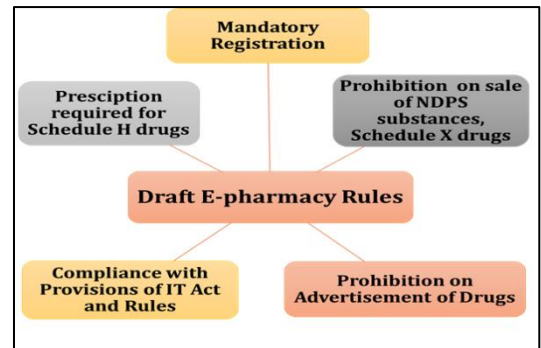 Mandatory
Registration
Presciption
required for
Schedule H drugs
Prohibition on sale
of NDPS
substances,
Schedule X drugs
Draft E-pharmacy Rules
Compliance with
Provisions of IT Act
and Rules
Prohibition on
Advertisement of Drugs